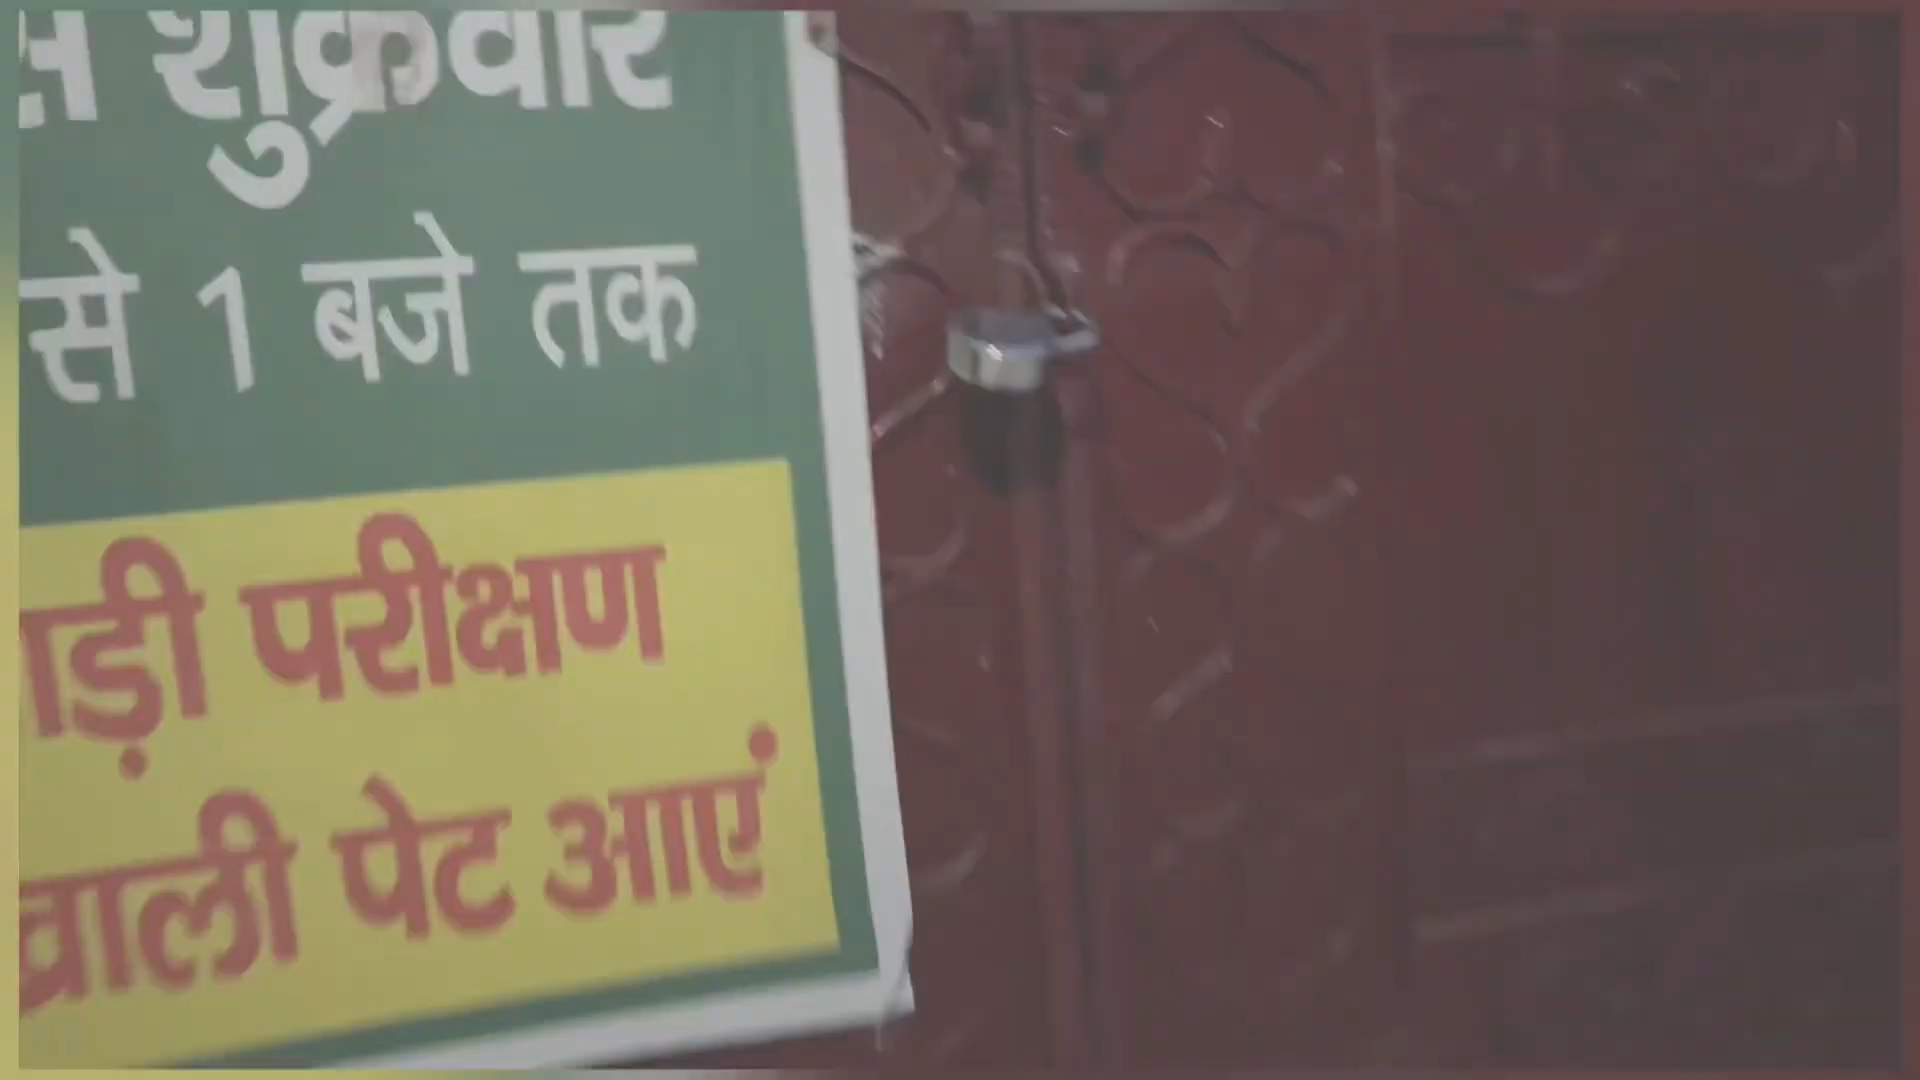 शुक्रवार
से 1 बजे तक
परीक्षण
पेट आएं